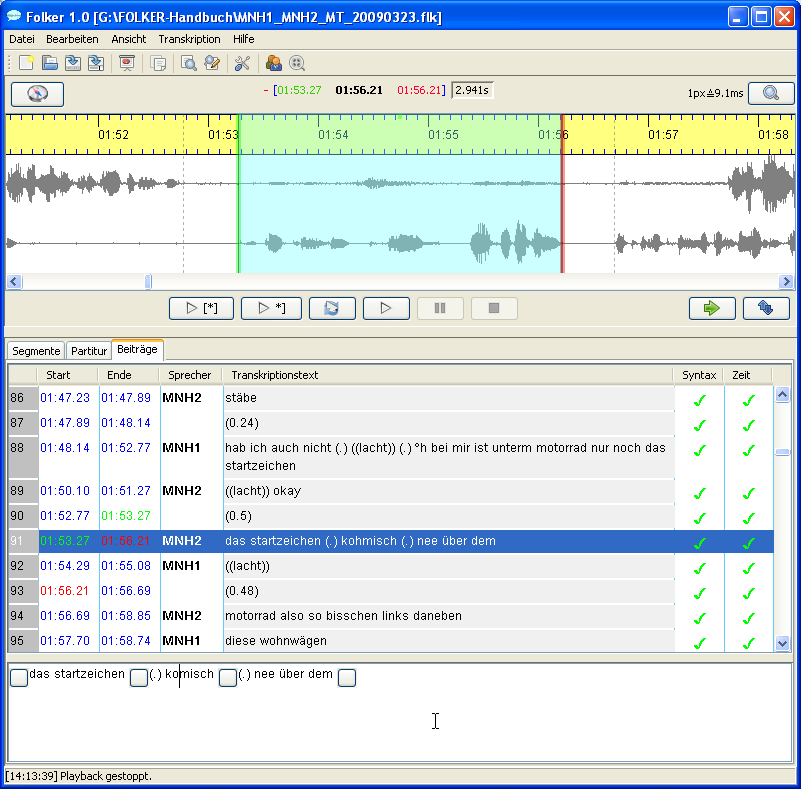 Folker 1.0 [G:\FOLKER-Handbuch\MNH1_MNH2_MT_20090323.flk]
Datei Bearbeiten Ansicht Transkription Hilfe
- [01:53.27 01:56.21 01:56.21] 2.941s
1px≙9.1ms
01:52 01:53 01:54 01:55 01:56 01:57 01:58
[*] *]
Segmente Partitur Beiträge
Start Ende Sprecher Transkriptionstext Syntax Zeit
86 01:47.23 01:47.89 MNH2 stäbe
87 01:47.89 01:48.14 (0.24)
88 01:48.14 01:52.77 MNH1 hab ich auch nicht (.) ((lacht)) (.) °h bei mir ist unterm motorrad nur noch das
startzeichen
89 01:50.10 01:51.27 MNH2 ((lacht)) okay
90 01:52.77 01:53.27 (0.5)
91 01:53.27 01:56.21 MNH2 das startzeichen (.) kohmisch (.) nee über dem
92 01:54.29 01:55.08 MNH1 ((lacht))
93 01:56.21 01:56.69 (0.48)
94 01:56.69 01:58.85 MNH2 motorrad also so bisschen links daneben
95 01:57.70 01:58.74 MNH1 diese wohnwägen
das startzeichen (.) komisch (.) nee über dem
[14:13:39] Playback gestoppt.